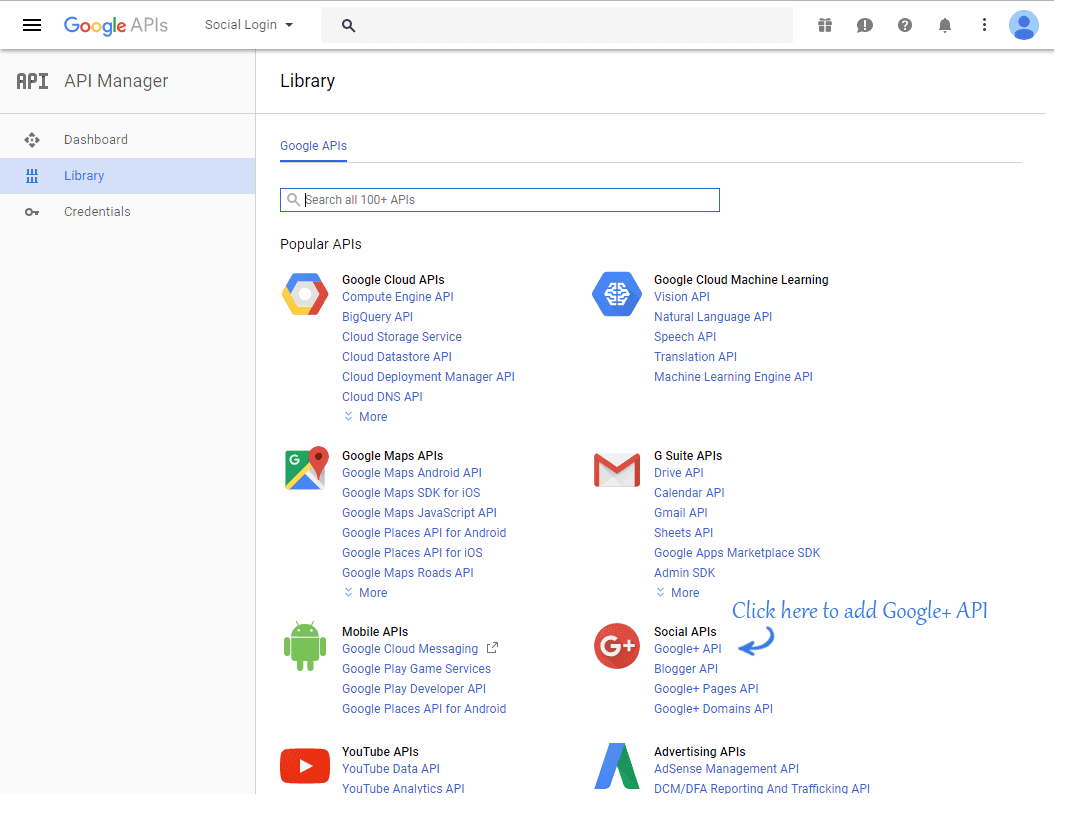 Google APIs
Social Login
API
API Manager
Library
Dashboard
Library
Credentials
Google APIs
Search all 100+ APIs
Popular APIs
Google Cloud APIs
Compute Engine API
BigQuery API
Cloud Storage Service
Cloud Datastore API
Cloud Deployment Manager API
Cloud DNS API
More
Google Cloud Machine Learning
Vision API
Natural Language API
Speech API
Translation API
Machine Learning Engine API
G
Google Maps APIs
Google Maps Android API
Google Maps SDK for iOS
Google Maps JavaScript API
Google Places API for Android
Google Places API for iOS
Google Maps Roads API
More
G Suite APIs
Drive API
Calendar API
Gmail API
Sheets API
Google Apps Marketplace SDK
Admin SDK
More
Click here to add Google+ API
Mobile APIs
Google Cloud Messaging
Google Play Game Services
Google Play Developer API
Google Places API for Android
G+
Social APIs
Google+ API
Blogger API
Google+ Pages API
Google+ Domains API
YouTube APIs
YouTube Data API
YouTube Analytics API
Advertising APIs
AdSense Management API
DCM/DFA Reporting And Trafficking API